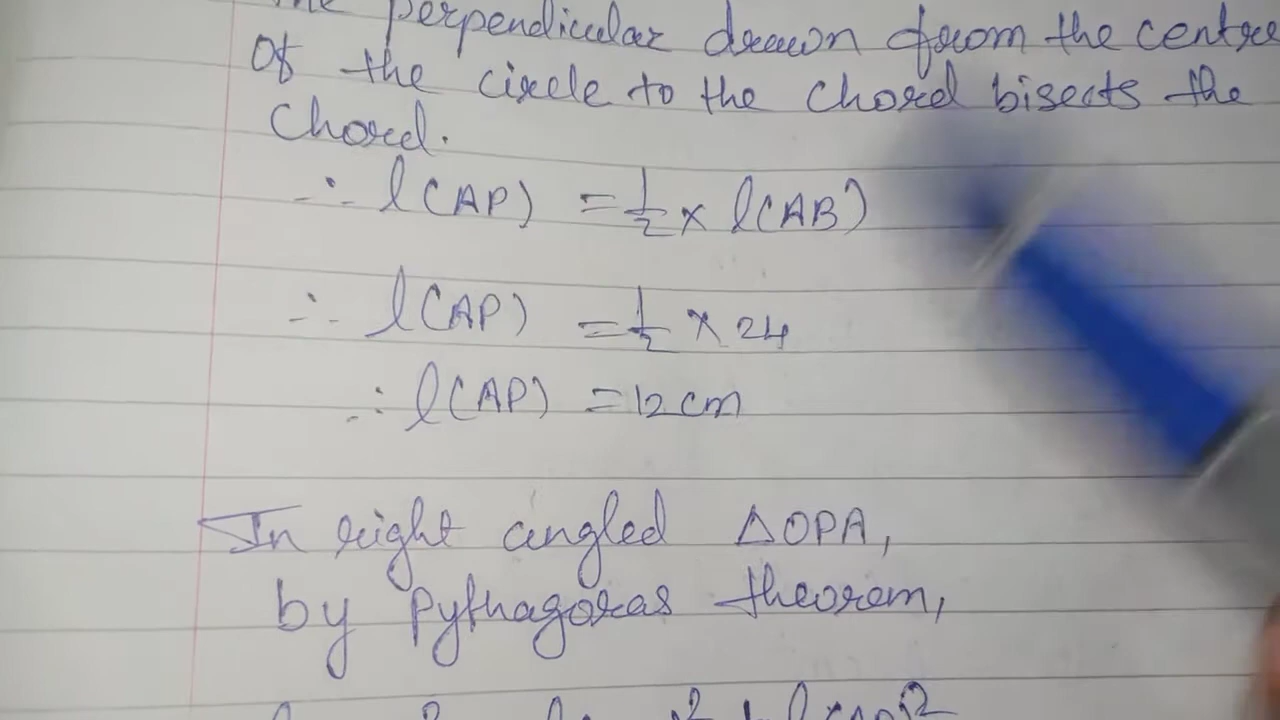 The perpendicular drawn from the centre
of the circle to the chord bisects the
chord.
∴ l(AP) = 1/2 × l(AB)
∴ l(AP) = 1/2 × 24
∴ l(AP) = 12 cm
In right angled △OPA,
by Pythagoras theorem,